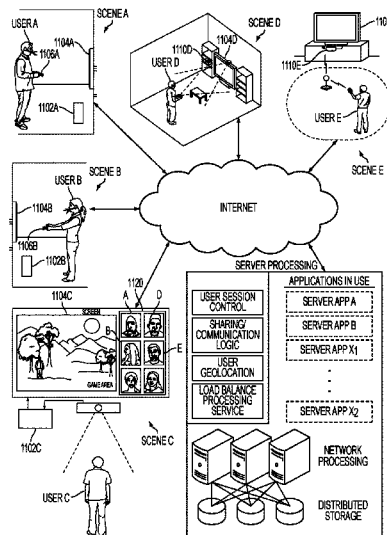 USER A
SCENE A
1104A
1106A
1102A
SCENE D
1110D
1104D
USER D
110
1110E
USER E
SCENE E
USER B
SCENE B
1104B
1106B
1102B
INTERNET
SERVER PROCESSING
1104C
1120
SCREEN
A
D
B
E
GAME AREA
1102C
SCENE C
USER C
USER SESSION
CONTROL
SHARING/
COMMUNICATION
LOGIC
USER
GEOLOCATION
LOAD BALANCE
PROCESSING
SERVICE
APPLICATIONS IN USE
SERVER APP A
SERVER APP B
SERVER APP X1
SERVER APP X2
NETWORK
PROCESSING
DISTRIBUTED
STORAGE